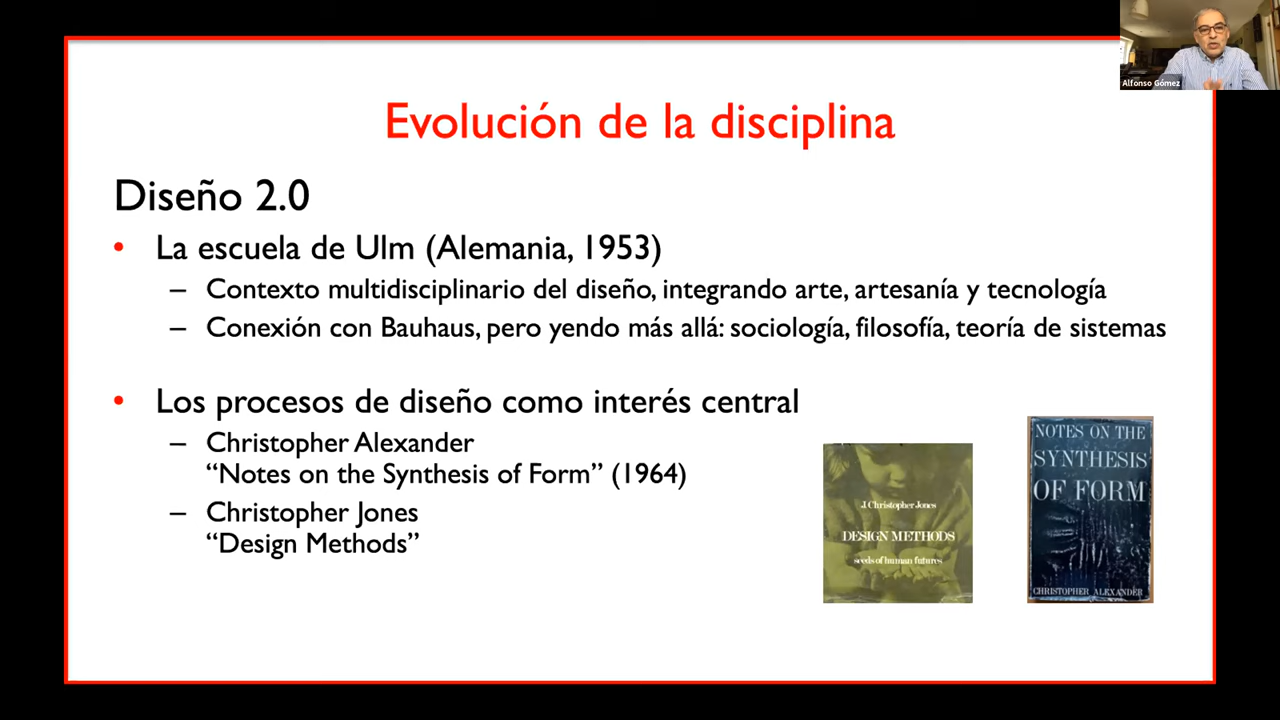 Alfonso Gómez
Evolución de la disciplina
Diseño 2.0
• La escuela de Ulm (Alemania, 1953)
– Contexto multidisciplinario del diseño, integrando arte, artesanía y tecnología
– Conexión con Bauhaus, pero yendo más allá: sociología, filosofía, teoría de sistemas
• Los procesos de diseño como interés central
– Christopher Alexander
“Notes on the Synthesis of Form” (1964)
– Christopher Jones
“Design Methods”
J. Christopher Jones
DESIGN METHODS
seeds of human futures
NOTES ON THE
SYNTHESIS
OF FORM
CHRISTOPHER ALEXANDER